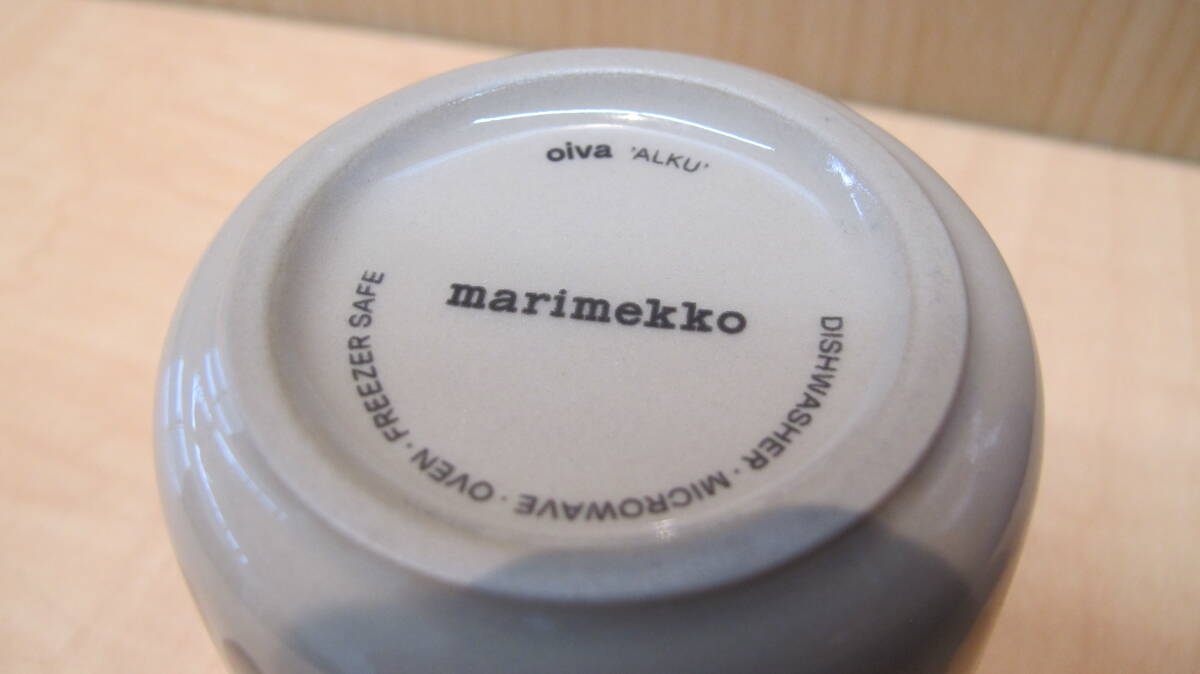 oiva 'ALKU'
marimekko
DISHWASHER · MICROWAVE · OVEN · FREEZER SAFE